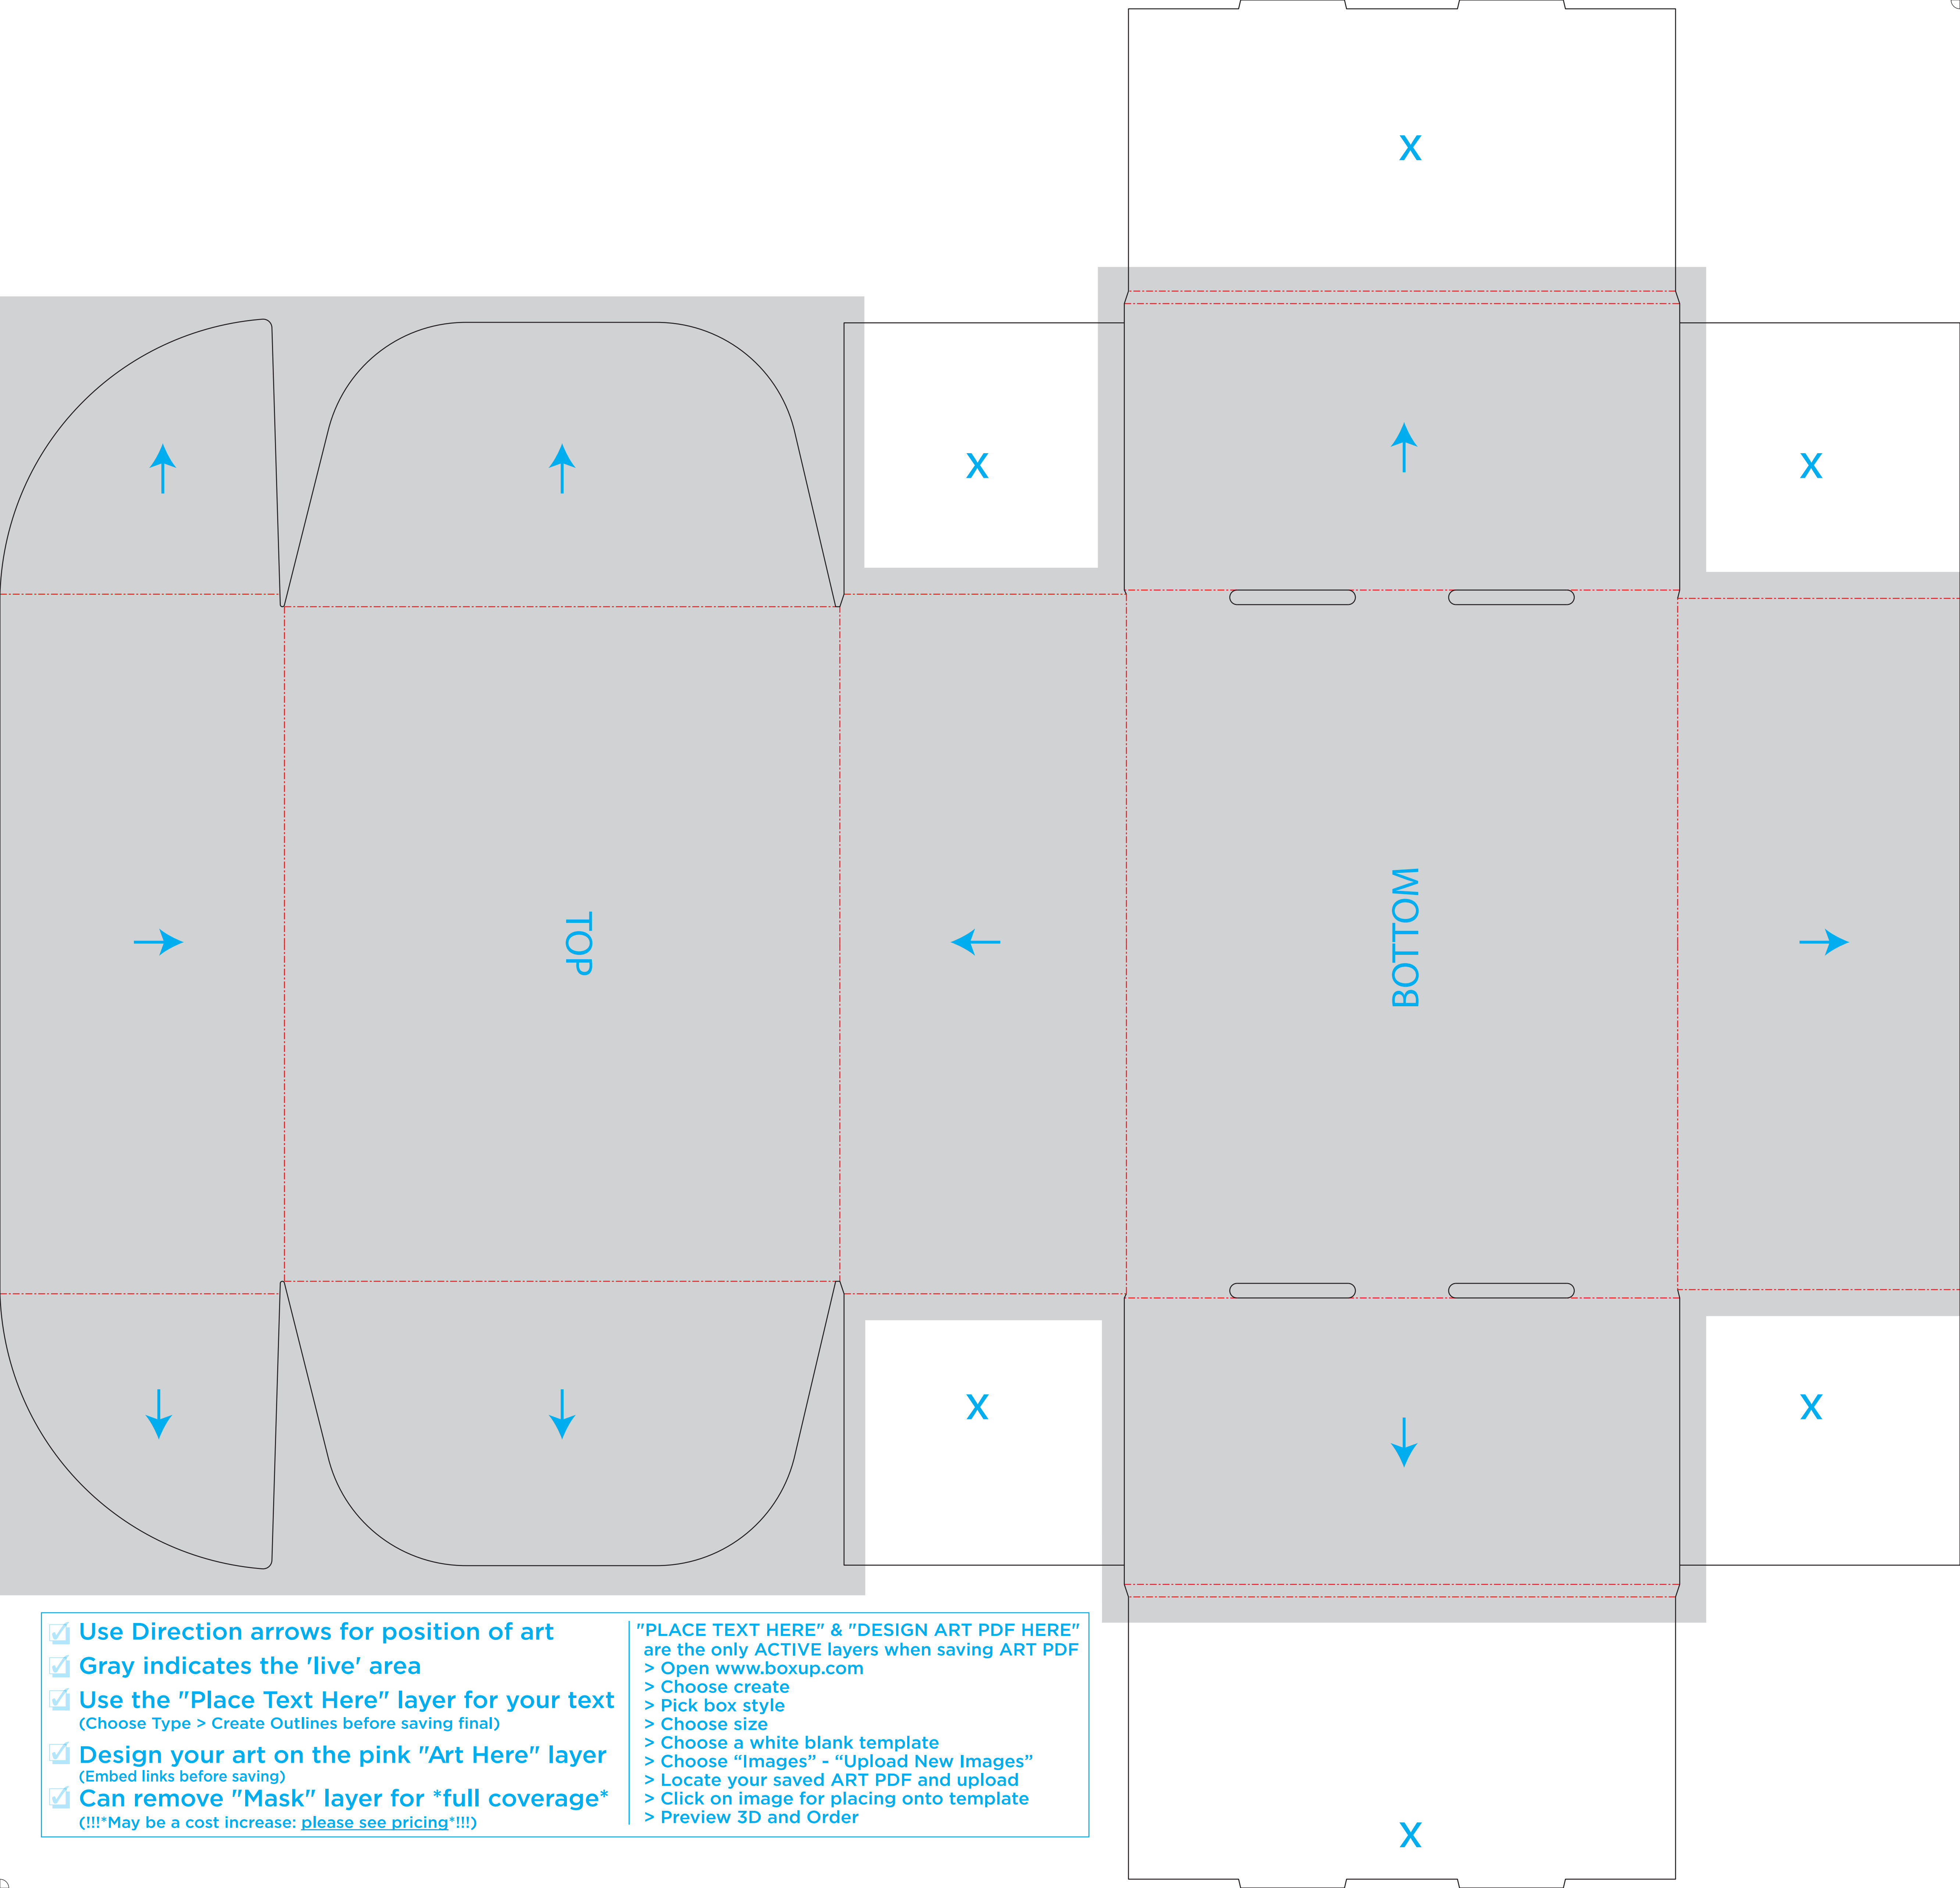 X
X
X
TOP
BOTTOM
X
X
Use Direction arrows for position of art
Gray indicates the 'live' area
Use the "Place Text Here" layer for your text
(Choose Type > Create Outlines before saving final)
Design your art on the pink "Art Here" layer
(Embed links before saving)
Can remove "Mask" layer for *full coverage*
(!!!*May be a cost increase: please see pricing*!!!)
"PLACE TEXT HERE" & "DESIGN ART PDF HERE"
are the only ACTIVE layers when saving ART PDF
> Open www.boxup.com
> Choose create
> Pick box style
> Choose size
> Choose a white blank template
> Choose “Images” - “Upload New Images”
> Locate your saved ART PDF and upload
> Click on image for placing onto template
> Preview 3D and Order
X